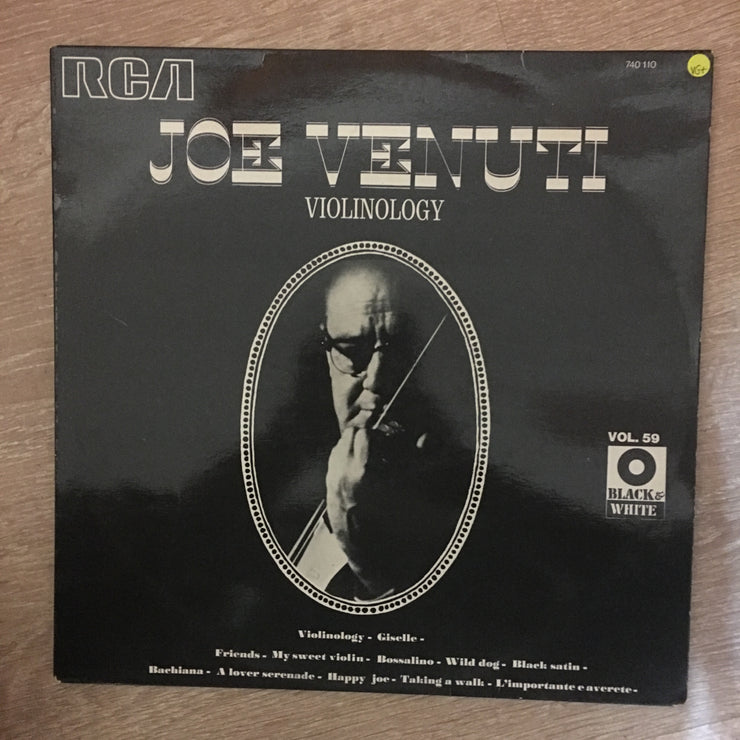 RCA
740 110
VG+
JOE VENUTI
VIOLINOLOGY
VOL. 59
BLACK &
WHITE
Violinology - Giselle -
Friends - My sweet violin - Bossalino - Wild dog - Black satin -
Bachiana - A lover serenade - Happy joe - Taking a walk - L'importante e averete -